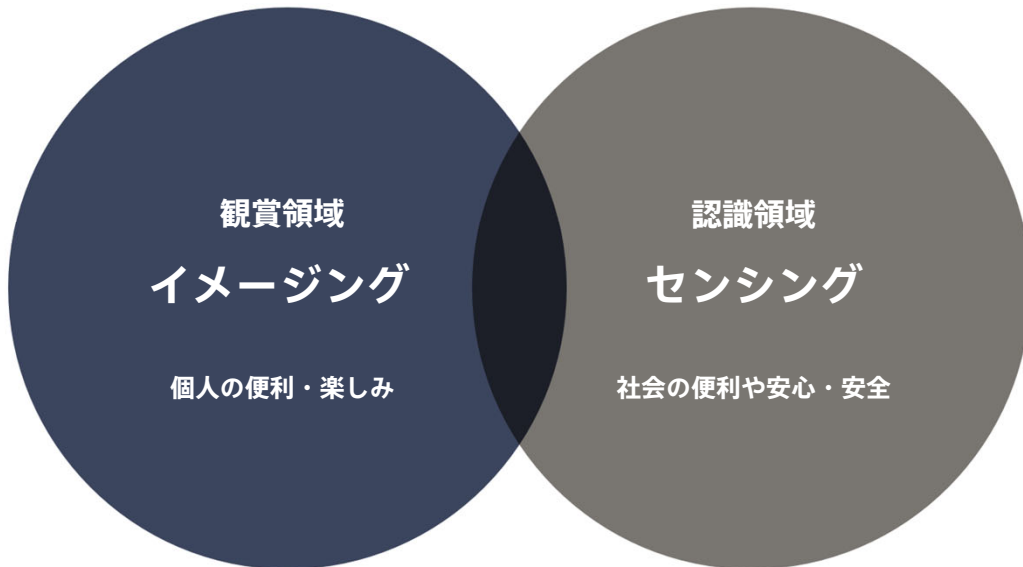 観賞領域
イメージング
個人の便利・楽しみ
認識領域
センシング
社会の便利や安心・安全